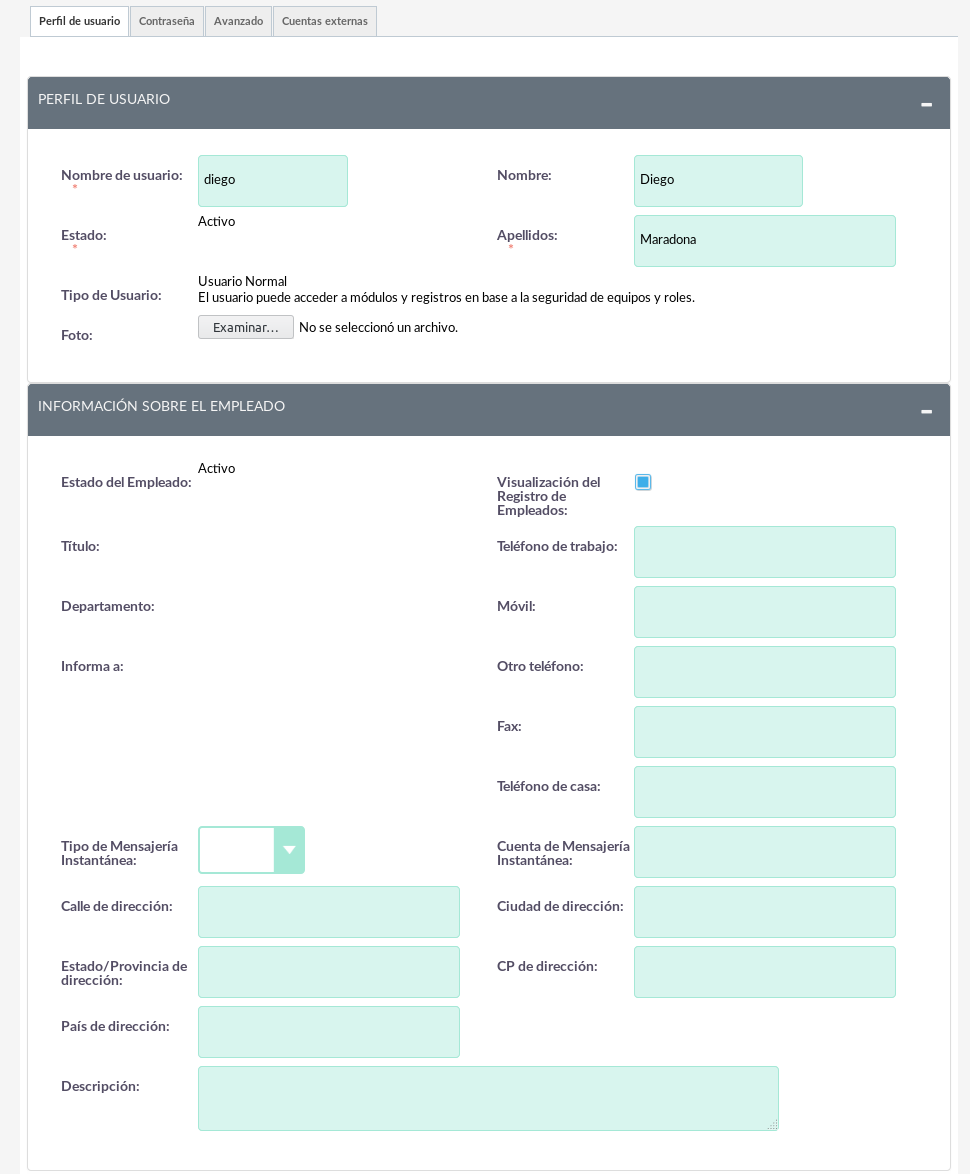 Perfil de usuario Contraseña Avanzado Cuentas externas
PERFIL DE USUARIO
Nombre de usuario: * diego
Nombre: Diego
Estado: * Activo
Apellidos: * Maradona
Tipo de Usuario: Usuario Normal
El usuario puede acceder a módulos y registros en base a la seguridad de equipos y roles.
Foto: Examinar... No se seleccionó un archivo.
INFORMACIÓN SOBRE EL EMPLEADO
Estado del Empleado: Activo
Visualización del
Registro de
Empleados:
Título:
Teléfono de trabajo:
Departamento:
Móvil:
Informa a:
Otro teléfono:
Fax:
Teléfono de casa:
Tipo de Mensajería
Instantánea:
Cuenta de Mensajería
Instantánea:
Calle de dirección:
Ciudad de dirección:
Estado/Provincia de
dirección:
CP de dirección:
País de dirección:
Descripción: